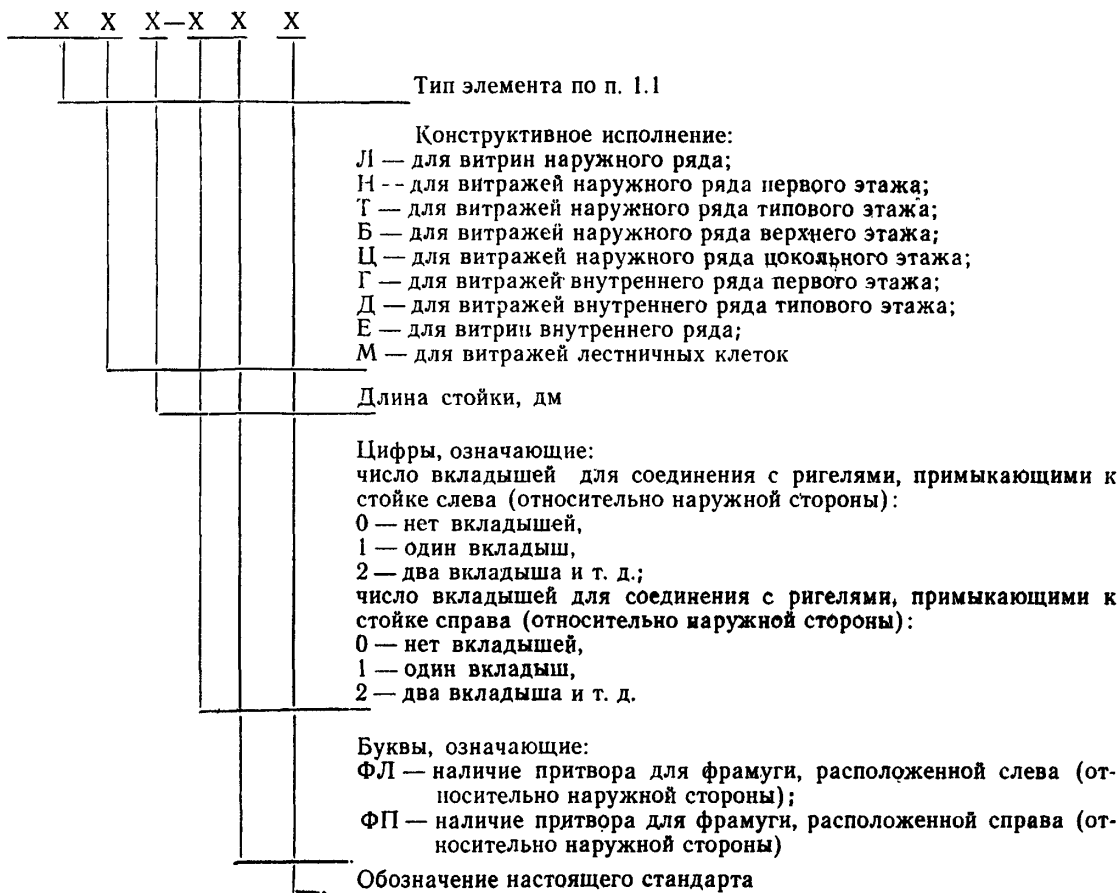 X X X—X X X
Тип элемента по п. 1.1
Конструктивное исполнение:
Л — для витрин наружного ряда;
Н -- для витражей наружного ряда первого этажа;
Т — для витражей наружного ряда типового этажа;
Б — для витражей наружного ряда верхнего этажа;
Ц — для витражей наружного ряда цокольного этажа;
Г — для витражей внутреннего ряда первого этажа;
Д — для витражей внутреннего ряда типового этажа;
Е — для витрин внутреннего ряда;
М — для витражей лестничных клеток
Длина стойки, дм
Цифры, означающие:
число вкладышей для соединения с ригелями, примыкающими к
стойке слева (относительно наружной стороны):
0 — нет вкладышей,
1 — один вкладыш,
2 — два вкладыша и т. д.;
число вкладышей для соединения с ригелями, примыкающими к
стойке справа (относительно наружной стороны):
0 — нет вкладышей,
1 — один вкладыш,
2 — два вкладыша и т. д.
Буквы, означающие:
ФЛ — наличие притвора для фрамуги, расположенной слева (от-
носительно наружной стороны);
ФП — наличие притвора для фрамуги, расположенной справа (от-
носительно наружной стороны)
Обозначение настоящего стандарта